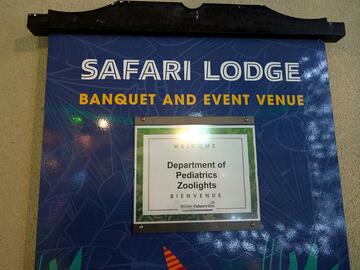 SAFARI LODGE
BANQUET AND EVENT VENUE
WELCOME
Department of
Pediatrics
Zoolights
BIENVENUE